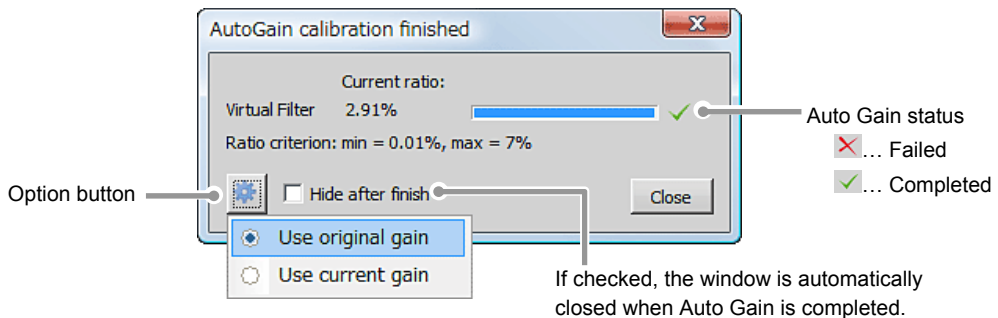 AutoGain calibration finished
Current ratio:
Virtual Filter 2.91%
Ratio criterion: min = 0.01%, max = 7%
Auto Gain status
... Failed
... Completed
Option button
Hide after finish
Close
Use original gain
Use current gain
If checked, the window is automatically
closed when Auto Gain is completed.